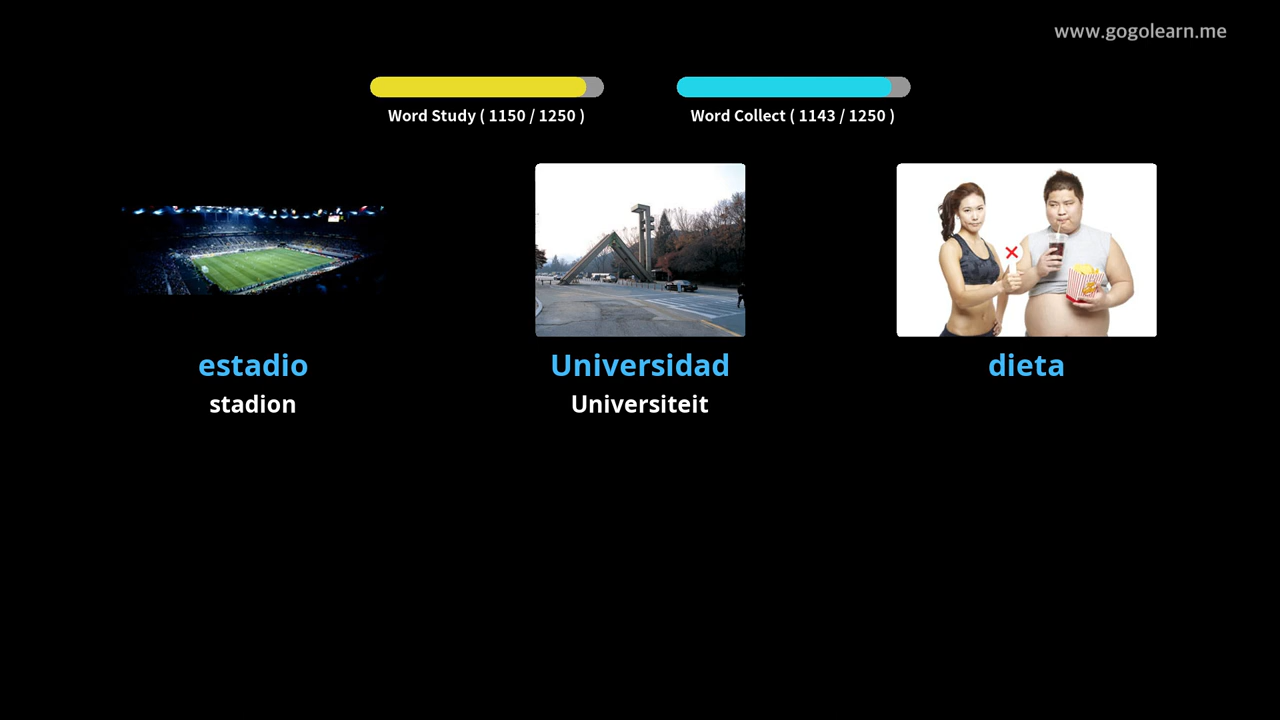 www.gogolearn.me
Word Study ( 1150 / 1250 )
Word Collect ( 1143 / 1250 )
estadio
Universidad
dieta
stadion
Universiteit